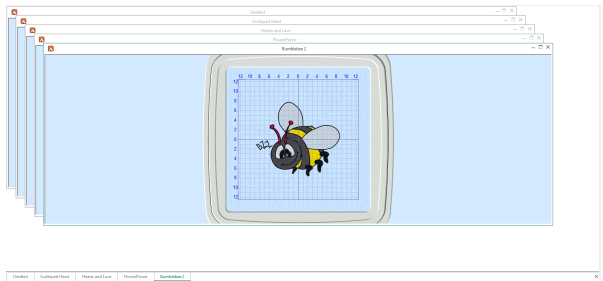 Untitled
Scalloped Heart
Hearts and Lace
FlowerPower
Bumblebee 2
12 10 8 6 4 2 0 2 4 6 8 10 12
12
10
8
6
4
2
0
2
4
6
8
10
12
BZZ
Untitled Scalloped Heart Hearts and Lace FlowerPower Bumblebee 2